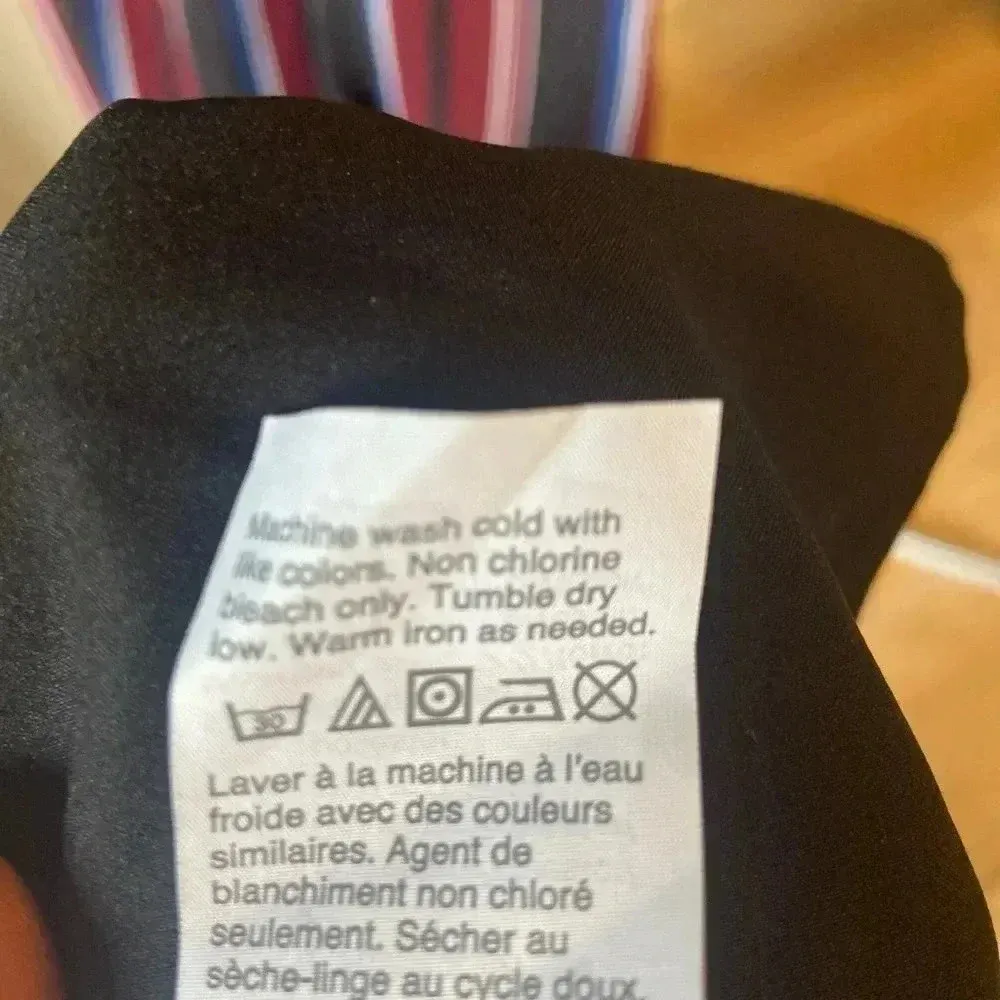 Machine wash cold with
like colors. Non chlorine
bleach only. Tumble dry
low. Warm iron as needed.
30
Laver à la machine à l'eau
froide avec des couleurs
similaires. Agent de
blanchiment non chloré
seulement. Sécher au
sèche-linge au cycle doux.